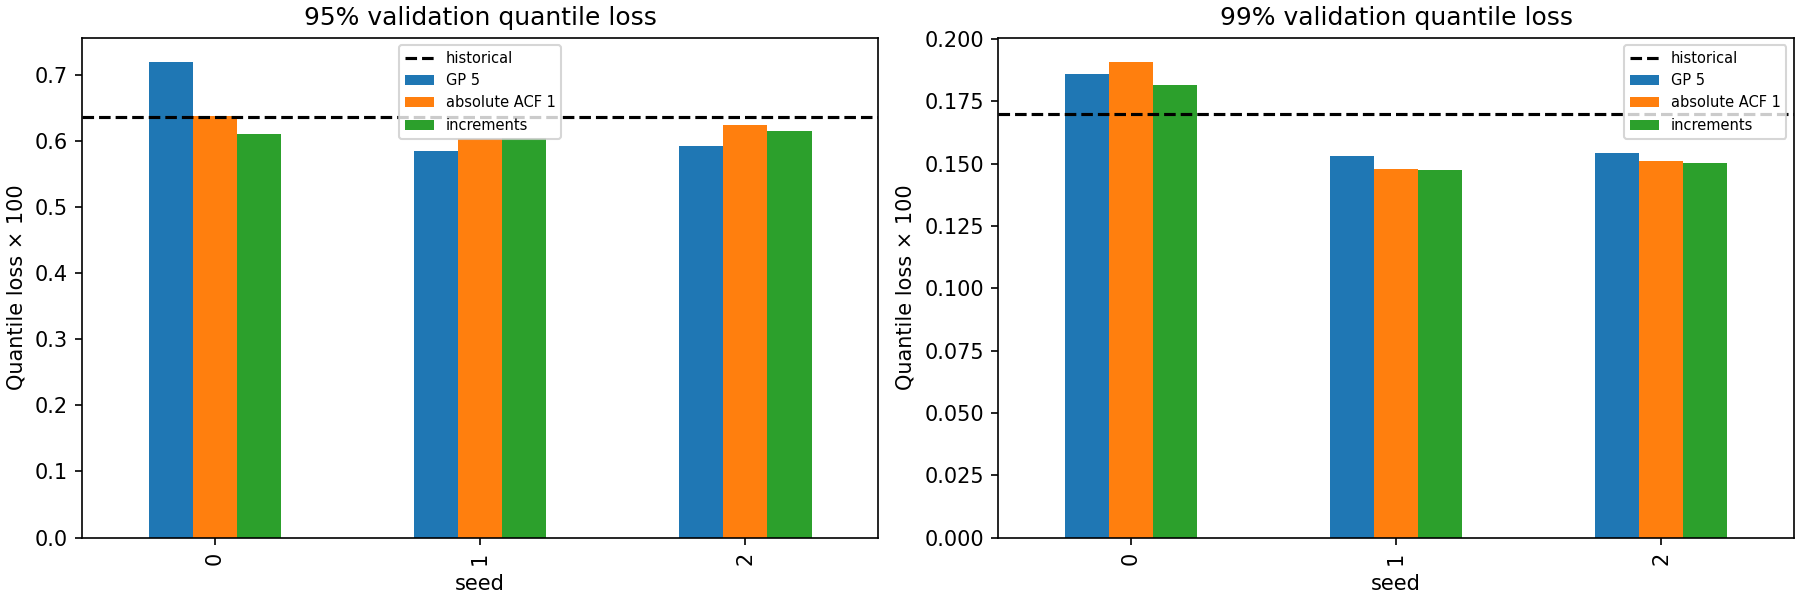 95% validation quantile loss
Quantile loss × 100
0.7
0.6
0.5
0.4
0.3
0.2
0.1
0.0
historical
GP 5
absolute ACF 1
increments
0
1
2
seed
99% validation quantile loss
Quantile loss × 100
0.200
0.175
0.150
0.125
0.100
0.075
0.050
0.025
0.000
historical
GP 5
absolute ACF 1
increments
0
1
2
seed